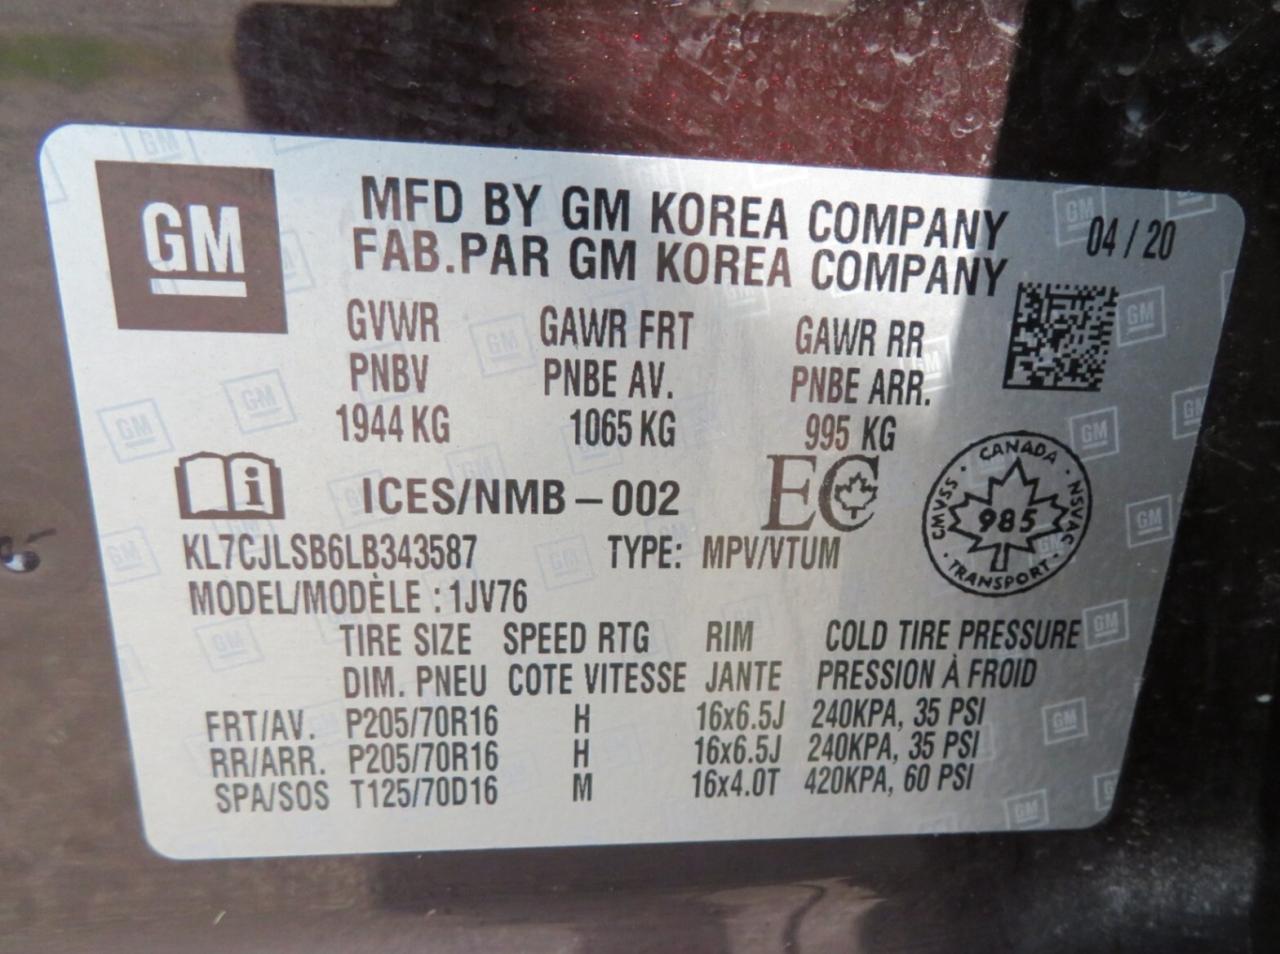 GM
MFD BY GM KOREA COMPANY 04 / 20
FAB.PAR GM KOREA COMPANY
GVWR GAWR FRT GAWR RR
PNBV PNBE AV. PNBE ARR.
1944 KG 1065 KG 995 KG
ICES/NMB – 002 EC
KL7CJLSB6LB343587 TYPE: MPV/VTUM
CANADA
CMVSS 985 NSVAC
TRANSPORT
MODEL/MODÈLE : 1JV76
TIRE SIZE SPEED RTG RIM COLD TIRE PRESSURE
DIM. PNEU COTE VITESSE JANTE PRESSION À FROID
FRT/AV. P205/70R16 H 16x6.5J 240KPA, 35 PSI
RR/ARR. P205/70R16 H 16x6.5J 240KPA, 35 PSI
SPA/SOS T125/70D16 M 16x4.0T 420KPA, 60 PSI